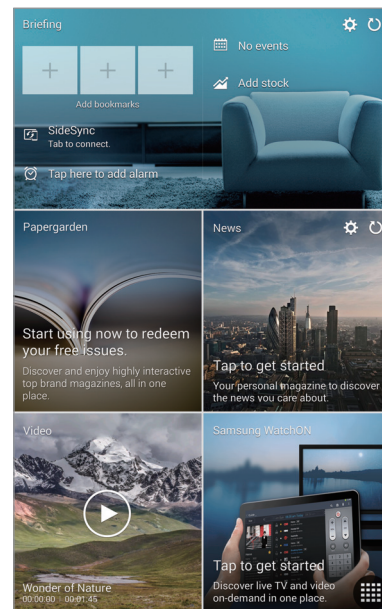 Briefing
No events
Add stock
Add bookmarks
SideSync
Tab to connect.
Tap here to add alarm
Papergarden
Start using now to redeem
your free issues.
Discover and enjoy highly interactive
top brand magazines, all in one
place.
News
Tap to get started
Your personal magazine to discover
the news you care about.
Video
Wonder of Nature
00:00:00 | 00:01:45
Samsung WatchON
Tap to get started
Discover live TV and video
on-demand in one place.